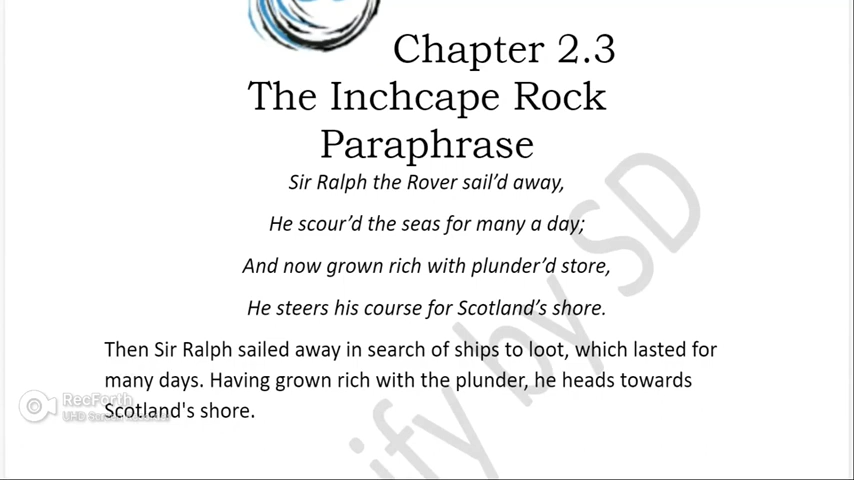 Chapter 2.3
The Inchcape Rock
Paraphrase
Sir Ralph the Rover sail’d away,
He scour’d the seas for many a day;
And now grown rich with plunder’d store,
He steers his course for Scotland’s shore.
Then Sir Ralph sailed away in search of ships to loot, which lasted for
many days. Having grown rich with the plunder, he heads towards
Scotland's shore.
RecForth
ify by SD